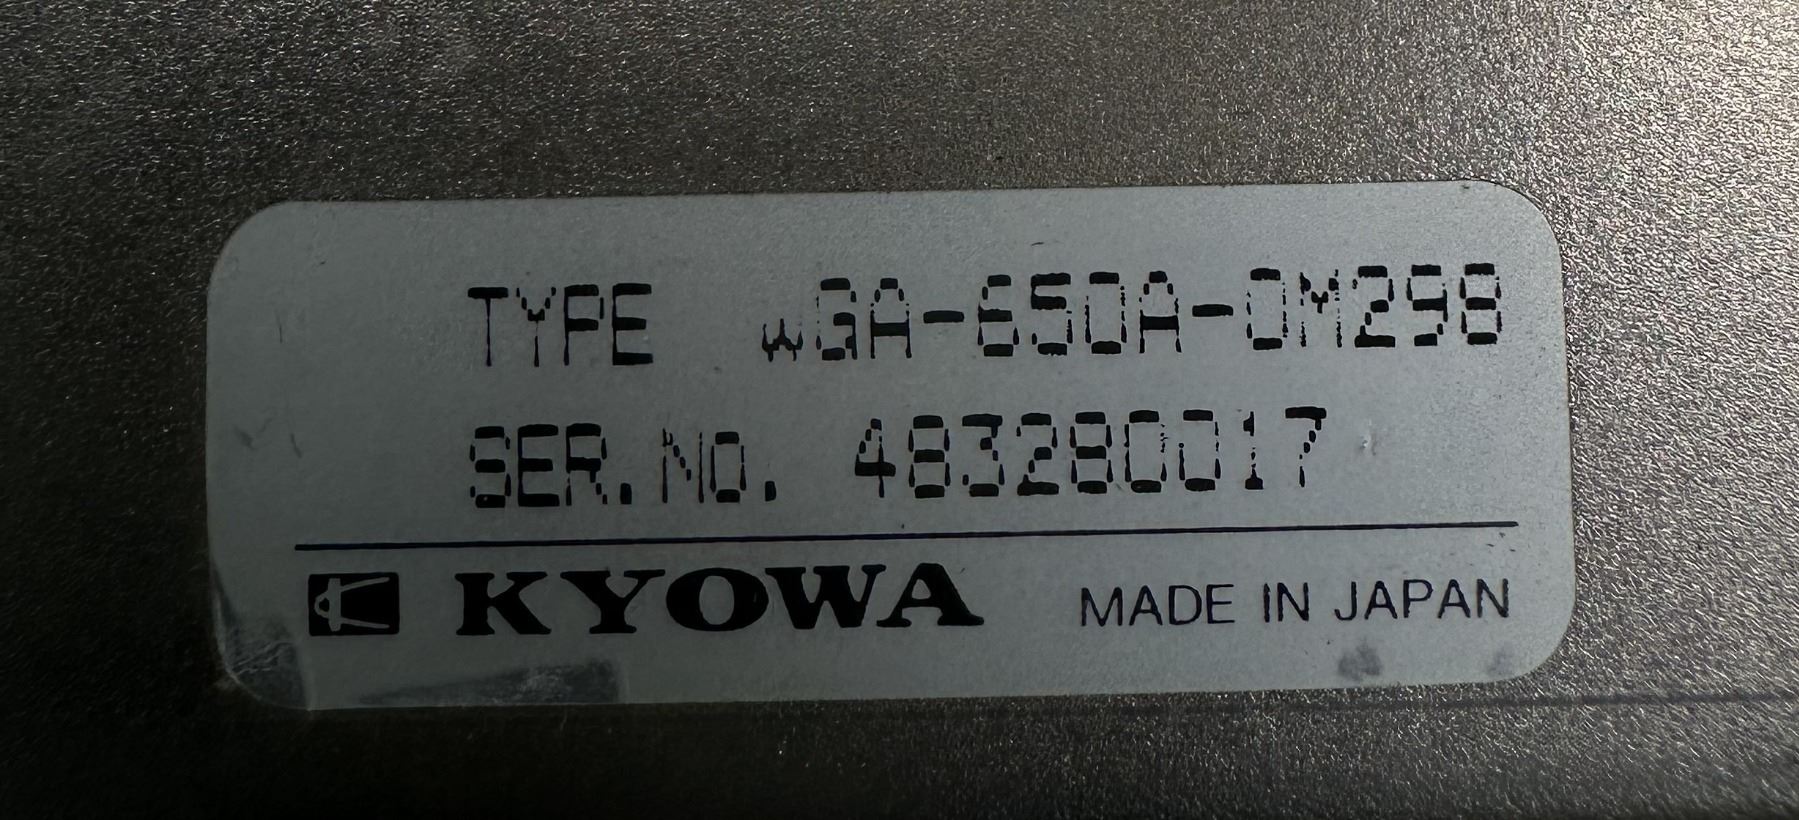 TYPE WGA-650A-0M298
SER.NO. 483280017
KYOWA MADE IN JAPAN